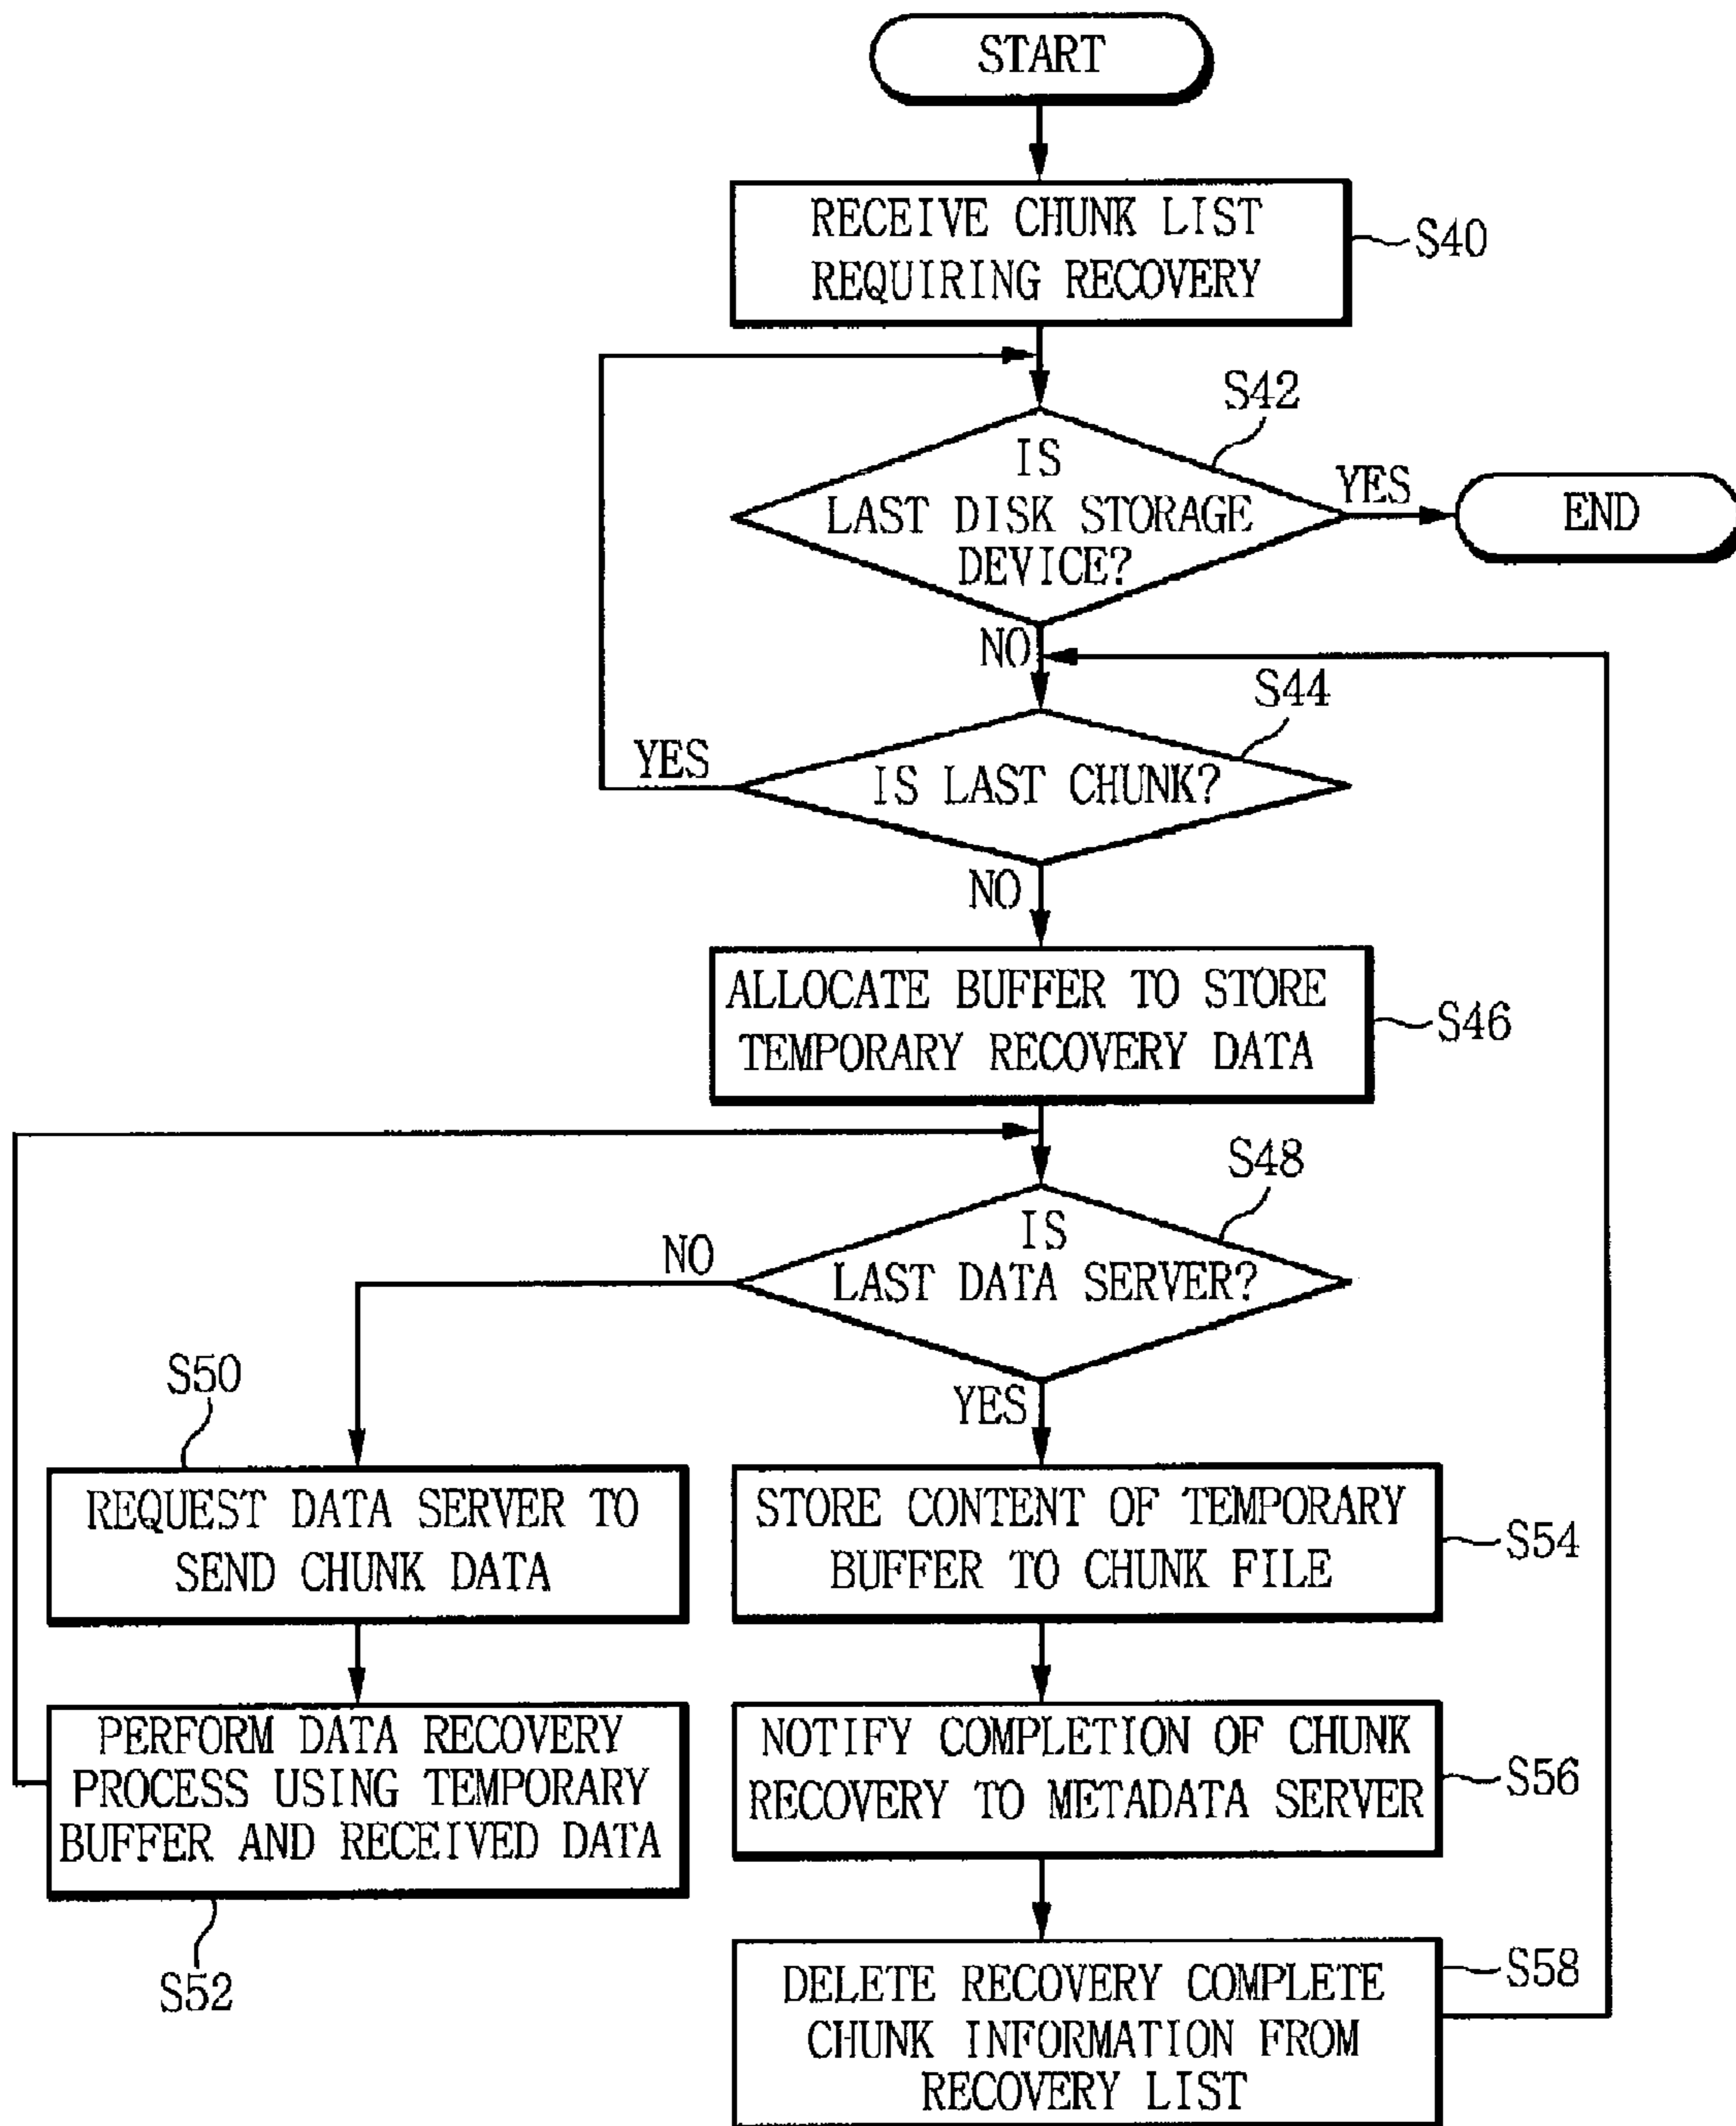 START
RECEIVE CHUNK LIST
REQUIRING RECOVERY
S40
S42
IS
LAST DISK STORAGE
DEVICE?
YES
END
NO
S44
YES
IS LAST CHUNK?
NO
ALLOCATE BUFFER TO STORE
TEMPORARY RECOVERY DATA
S46
S48
NO
IS
LAST DATA SERVER?
S50
YES
REQUEST DATA SERVER TO
SEND CHUNK DATA
STORE CONTENT OF TEMPORARY
BUFFER TO CHUNK FILE
S54
PERFORM DATA RECOVERY
PROCESS USING TEMPORARY
BUFFER AND RECEIVED DATA
S52
NOTIFY COMPLETION OF CHUNK
RECOVERY TO METADATA SERVER
S56
DELETE RECOVERY COMPLETE
CHUNK INFORMATION FROM
RECOVERY LIST
S58